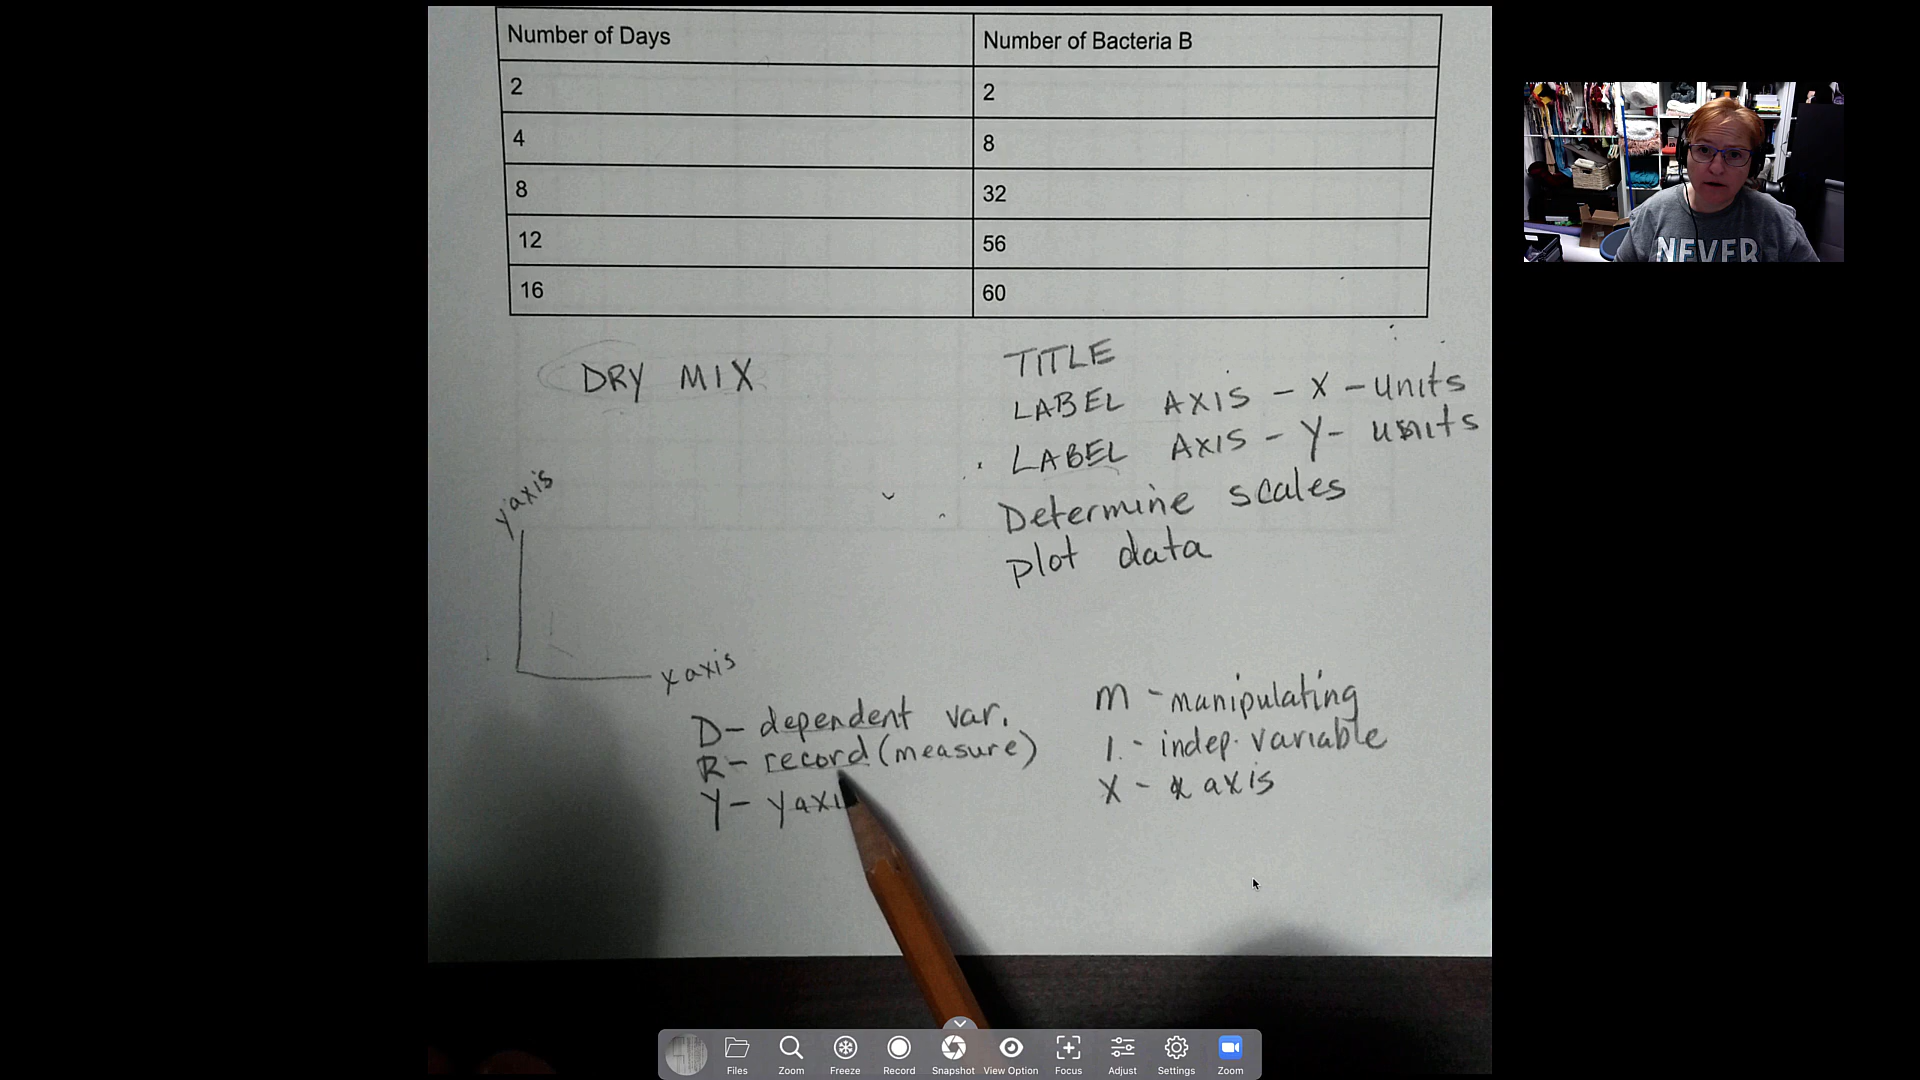 Number of Days Number of Bacteria B
2 2
4 8
8 32
12 56
16 60
DRY MIX
TITLE
LABEL AXIS - X - units
LABEL AXIS - Y - units
Determine scales
plot data
y axis
x axis
D - dependent var.
R - record (measure)
Y - y axi
M - manipulating
I - indep. variable
X - x axis
NEVER
Files Zoom Freeze Record Snapshot View Option Focus Adjust Settings Zoom